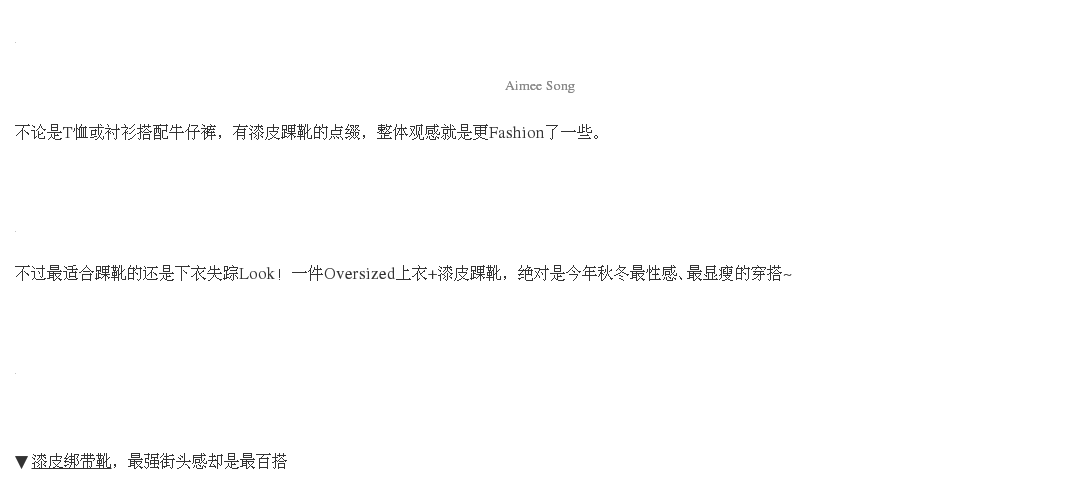 Aimee Song
不论是T恤或衬衫搭配牛仔裤，有漆皮踝靴的点缀，整体观感就是更Fashion了一些。
不过最适合踝靴的还是下衣失踪Look！一件Oversized上衣+漆皮踝靴，绝对是今年秋冬最性感、最显瘦的穿搭~
▼漆皮绑带靴，最强街头感却是最百搭